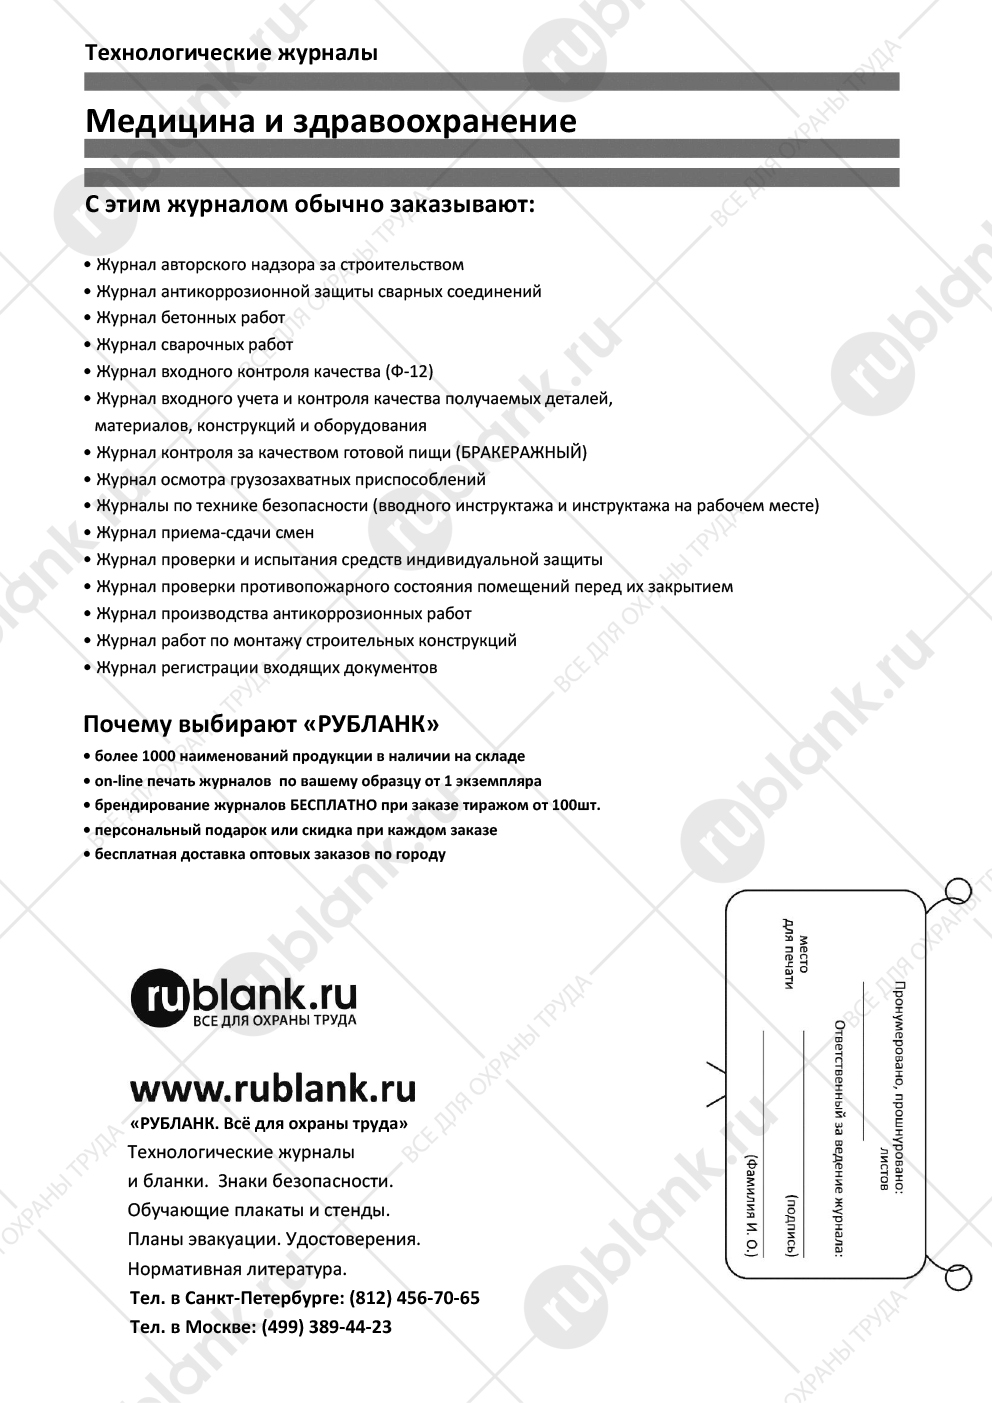 Технологические журналы
Медицина и здравоохранение
С этим журналом обычно заказывают:
• Журнал авторского надзора за строительством
• Журнал антикоррозионной защиты сварных соединений
• Журнал бетонных работ
• Журнал сварочных работ
• Журнал входного контроля качества (Ф-12)
• Журнал входного учета и контроля качества получаемых деталей,
материалов, конструкций и оборудования
• Журнал контроля за качеством готовой пищи (БРАКЕРАЖНЫЙ)
• Журнал осмотра грузозахватных приспособлений
• Журналы по технике безопасности (вводного инструктажа и инструктажа на рабочем месте)
• Журнал приема-сдачи смен
• Журнал проверки и испытания средств индивидуальной защиты
• Журнал проверки противопожарного состояния помещений перед их закрытием
• Журнал производства антикоррозионных работ
• Журнал работ по монтажу строительных конструкций
• Журнал регистрации входящих документов
Почему выбирают «РУБЛАНК»
• более 1000 наименований продукции в наличии на складе
• on-line печать журналов по вашему образцу от 1 экземпляра
• брендирование журналов БЕСПЛАТНО при заказе тиражом от 100шт.
• персональный подарок или скидка при каждом заказе
• бесплатная доставка оптовых заказов по городу
rublank.ru
ВСЕ ДЛЯ ОХРАНЫ ТРУДА
www.rublank.ru
«РУБЛАНК. Всё для охраны труда»
Технологические журналы
и бланки. Знаки безопасности.
Обучающие плакаты и стенды.
Планы эвакуации. Удостоверения.
Нормативная литература.
Тел. в Санкт-Петербурге: (812) 456-70-65
Тел. в Москве: (499) 389-44-23
Пронумеровано, прошнуровано:
листов
Ответственный за ведение журнала:
место
для печати
(подпись)
(Фамилия И. О.)